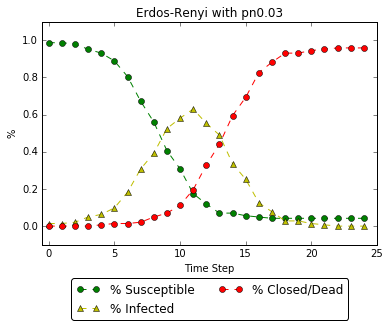 Erdos-Renyi with pn0.03
1.0
0.8
0.6
0.4
0.2
0.0
%
0 5 10 15 20 25
Time Step
% Susceptible % Closed/Dead
% Infected